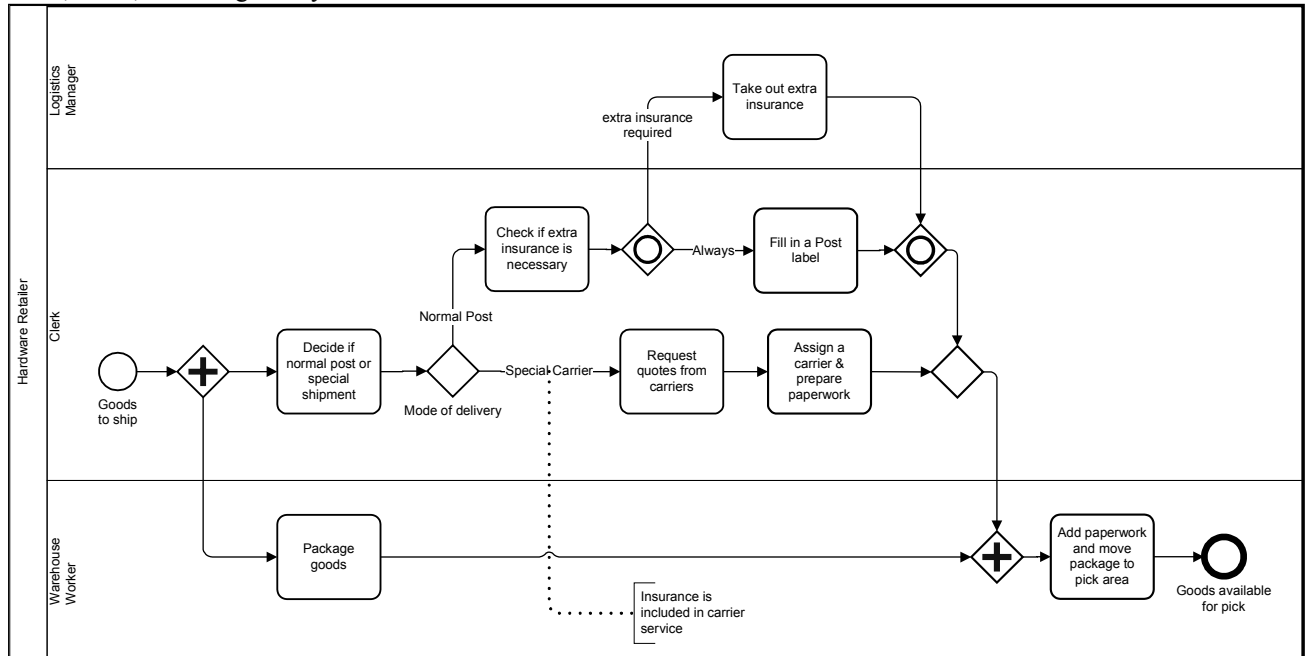 Hardware Retailer
Logistics
Manager
Take out extra
insurance
extra insurance
required
Clerk
Check if extra
insurance is
necessary
Always
Fill in a Post
label
Normal Post
Goods
to ship
Decide if
normal post or
special
shipment
Mode of delivery
Special Carrier
Request
quotes from
carriers
Assign a
carrier &
prepare
paperwork
Warehouse
Worker
Package
goods
Insurance is
included in carrier
service
Add paperwork
and move
package to
pick area
Goods available
for pick